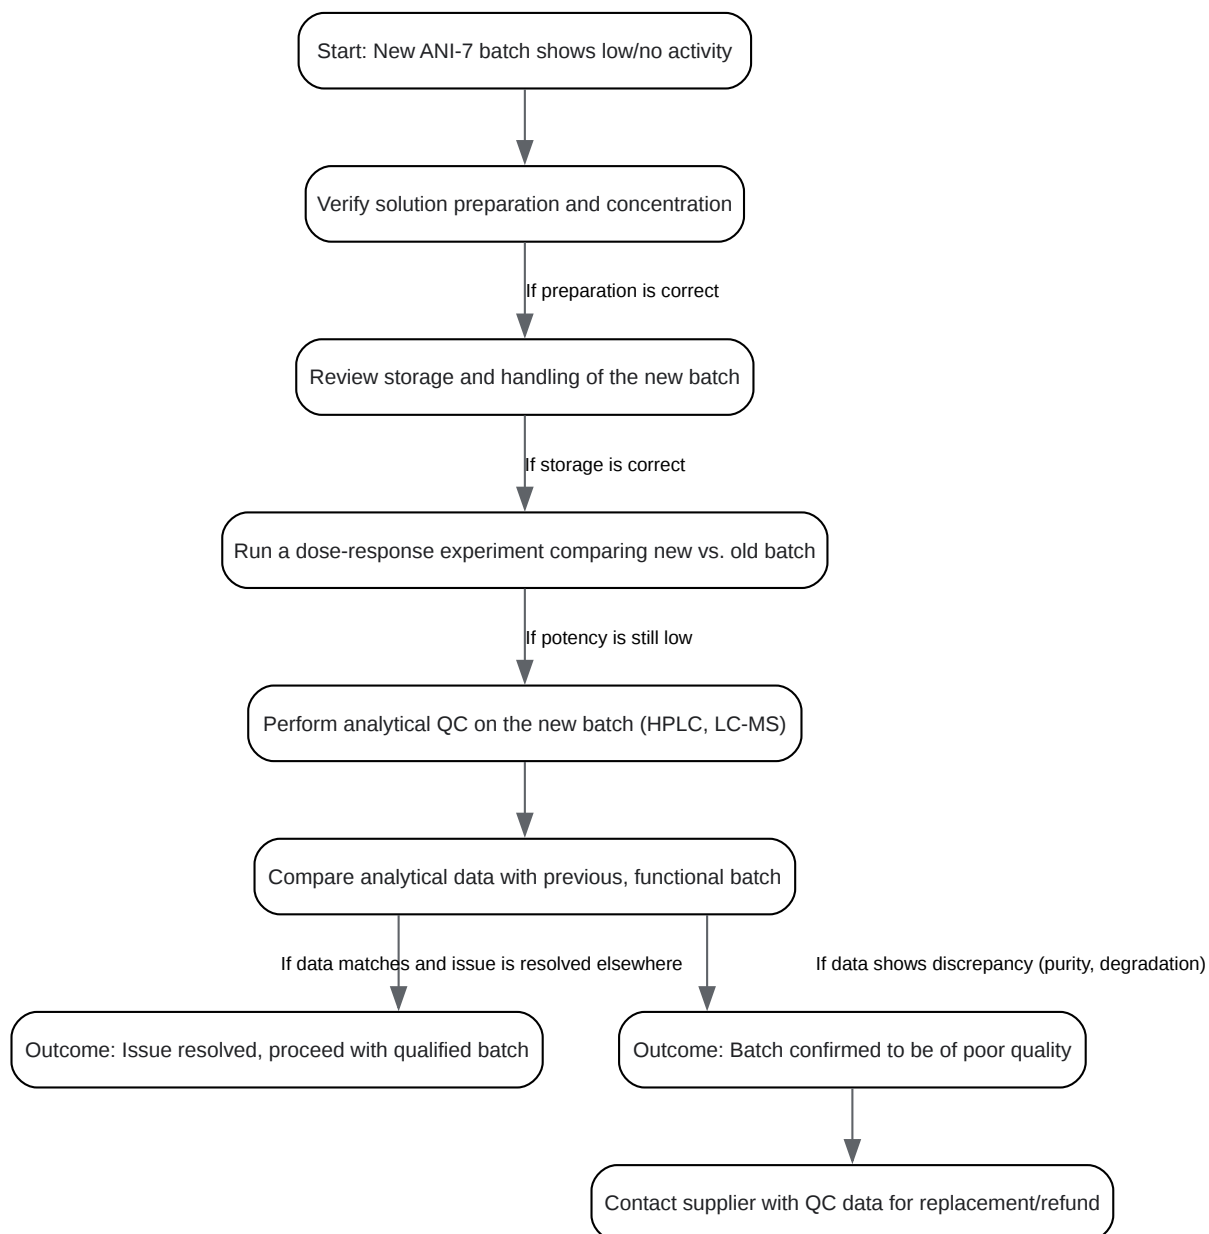 Start: New ANI-7 batch shows low/no activity
Verify solution preparation and concentration
If preparation is correct
Review storage and handling of the new batch
If storage is correct
Run a dose-response experiment comparing new vs. old batch
If potency is still low
Perform analytical QC on the new batch (HPLC, LC-MS)
Compare analytical data with previous, functional batch
If data matches and issue is resolved elsewhere
If data shows discrepancy (purity, degradation)
Outcome: Issue resolved, proceed with qualified batch
Outcome: Batch confirmed to be of poor quality
Contact supplier with QC data for replacement/refund